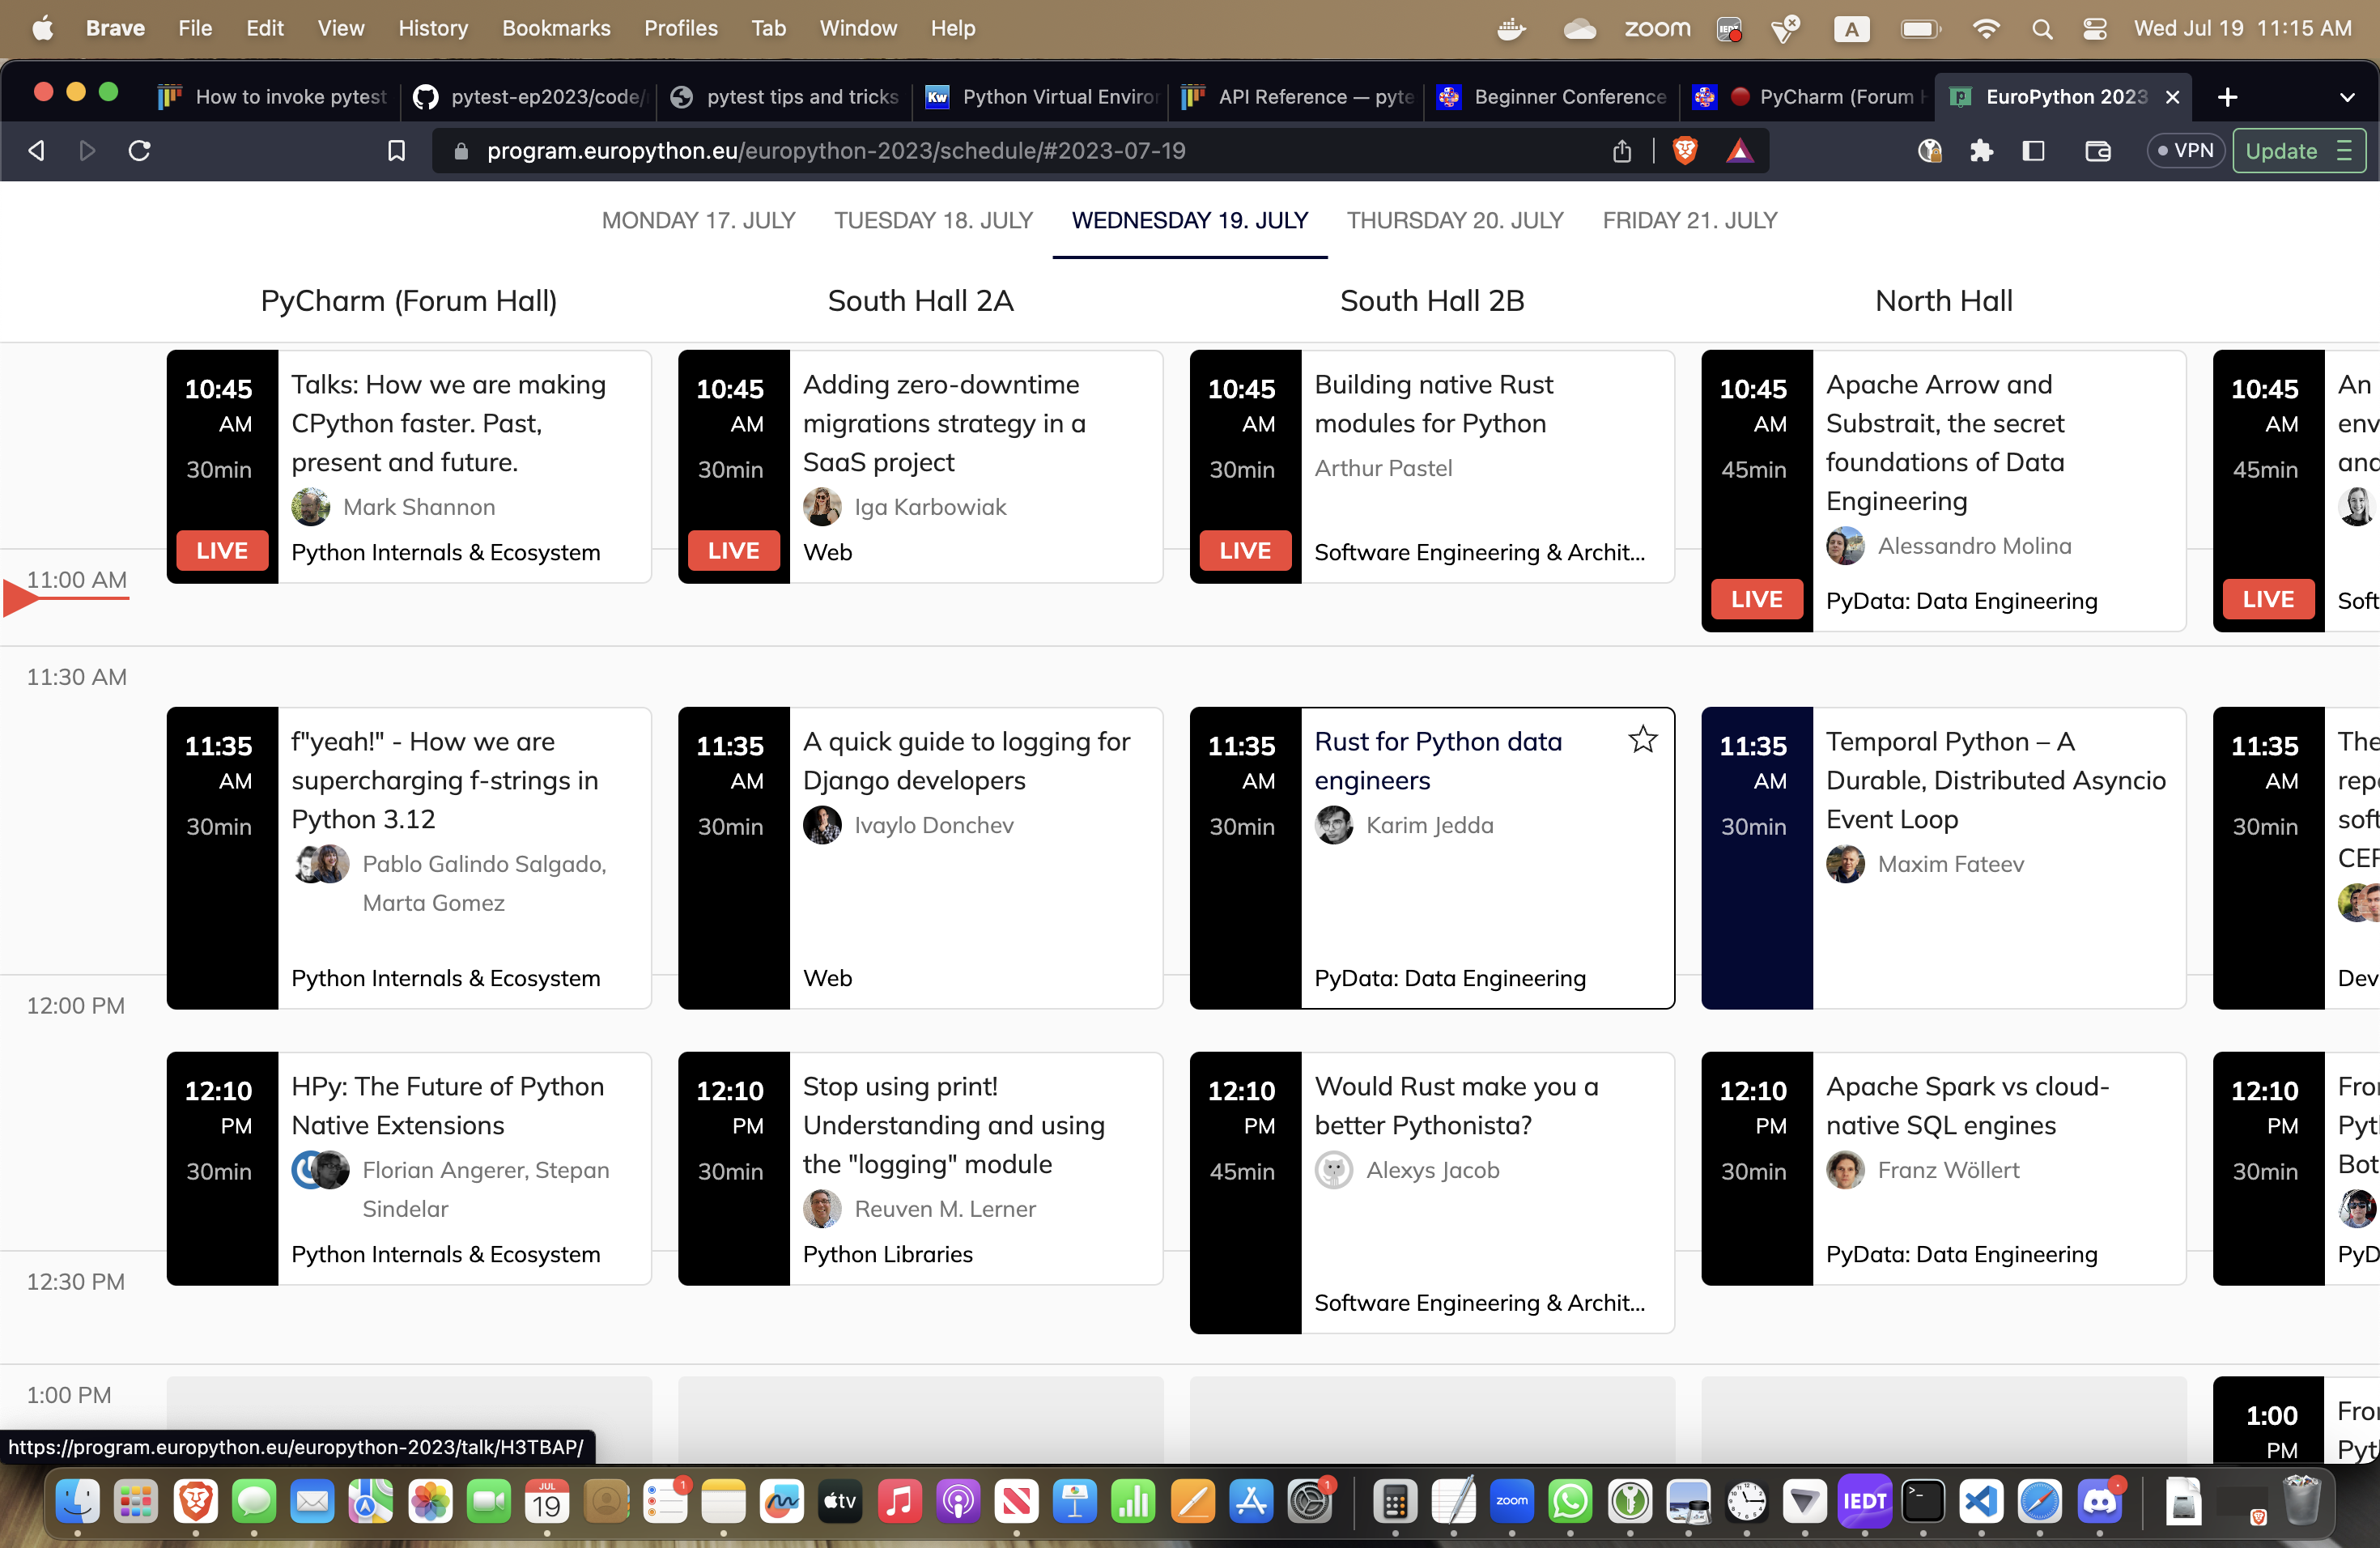 Brave File Edit View History Bookmarks Profiles Tab Window Help zoom IEDT A Wed Jul 19 11:15 AM
How to invoke pytest
pytest-ep2023/code/
pytest tips and tricks
Kw Python Virtual Enviro
API Reference — pyte
Beginner Conference
PyCharm (Forum
EuroPython 2023
program.europython.eu/europython-2023/schedule/#2023-07-19
VPN
Update
MONDAY 17. JULY TUESDAY 18. JULY WEDNESDAY 19. JULY THURSDAY 20. JULY FRIDAY 21. JULY
PyCharm (Forum Hall) South Hall 2A South Hall 2B North Hall
10:45
AM
30min
LIVE
Talks: How we are making
CPython faster. Past,
present and future.
Mark Shannon
Python Internals & Ecosystem
10:45
AM
30min
LIVE
Adding zero-downtime
migrations strategy in a
SaaS project
Iga Karbowiak
Web
10:45
AM
30min
LIVE
Building native Rust
modules for Python
Arthur Pastel
Software Engineering & Archit...
10:45
AM
45min
LIVE
Apache Arrow and
Substrait, the secret
foundations of Data
Engineering
Alessandro Molina
PyData: Data Engineering
10:45
AM
45min
LIVE
An
env
and
Soft
11:00 AM
11:30 AM
11:35
AM
30min
f"yeah!" - How we are
supercharging f-strings in
Python 3.12
Pablo Galindo Salgado,
Marta Gomez
Python Internals & Ecosystem
11:35
AM
30min
A quick guide to logging for
Django developers
Ivaylo Donchev
Web
11:35
AM
30min
Rust for Python data
engineers
Karim Jedda
PyData: Data Engineering
11:35
AM
30min
Temporal Python – A
Durable, Distributed Asyncio
Event Loop
Maxim Fateev
11:35
AM
30min
The
rep
soft
CER
Dev
12:00 PM
12:10
PM
30min
HPy: The Future of Python
Native Extensions
Florian Angerer, Stepan
Sindelar
Python Internals & Ecosystem
12:10
PM
30min
Stop using print!
Understanding and using
the "logging" module
Reuven M. Lerner
Python Libraries
12:10
PM
45min
Would Rust make you a
better Pythonista?
Alexys Jacob
Software Engineering & Archit...
12:10
PM
30min
Apache Spark vs cloud-
native SQL engines
Franz Wöllert
PyData: Data Engineering
12:10
PM
30min
Fro
Pyt
Bot
PyD
12:30 PM
1:00 PM
1:00
PM
Fro
Pyt
https://program.europython.eu/europython-2023/talk/H3TBAP/
JUL
19
1
tv
1
zoom
IEDT